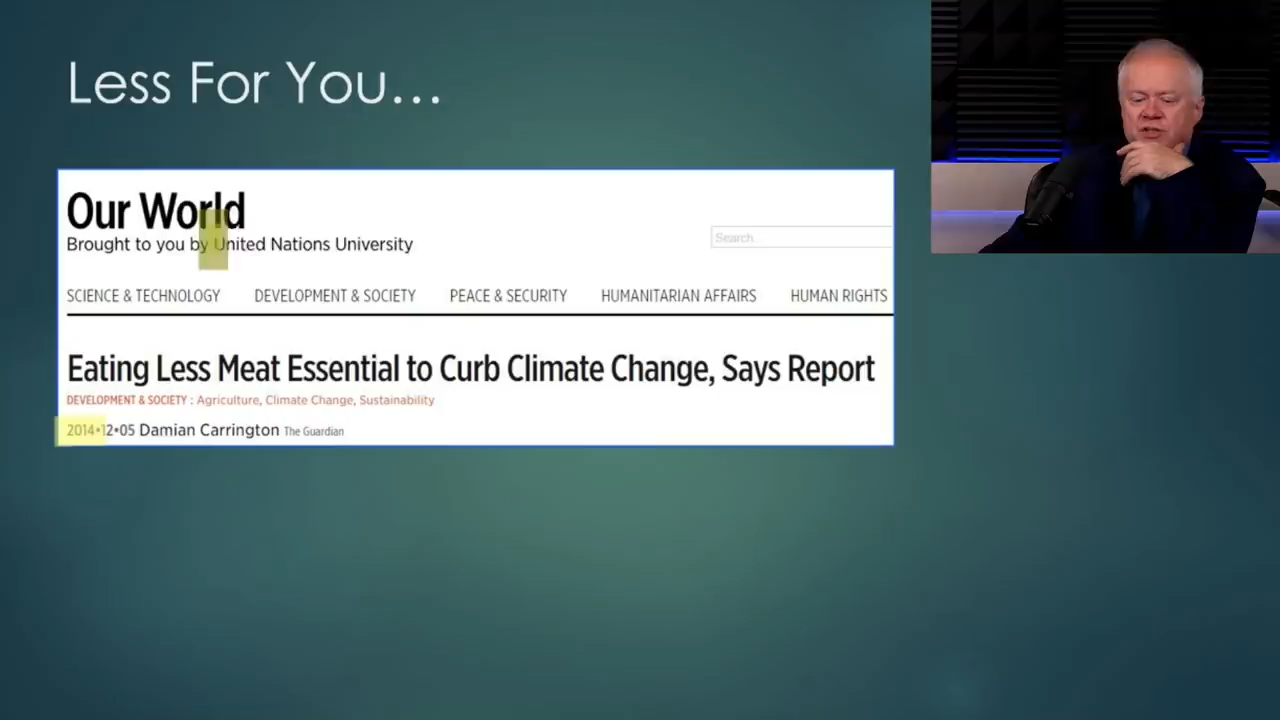 Less For You...
Our World
Brought to you by United Nations University
Search
SCIENCE & TECHNOLOGY DEVELOPMENT & SOCIETY PEACE & SECURITY HUMANITARIAN AFFAIRS HUMAN RIGHTS
Eating Less Meat Essential to Curb Climate Change, Says Report
DEVELOPMENT & SOCIETY : Agriculture, Climate Change, Sustainability
2014•12•05 Damian Carrington The Guardian